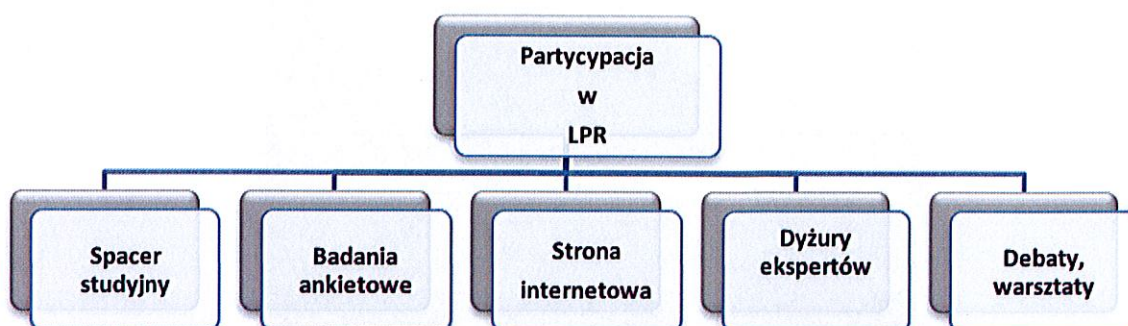 Partycypacja
w
LPR
Spacer
studyjny
Badania
ankietowe
Strona
internetowa
Dyżury
ekspertów
Debaty,
warsztaty